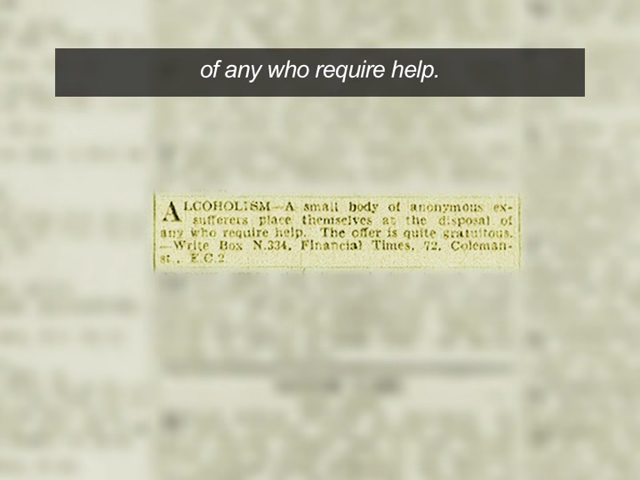 of any who require help.
ALCOHOLISM—A small body of anonymous ex-
sufferers place themselves at the disposal of
any who require help. The offer is quite gratuitous.
—Write Box N.334, Financial Times, 72, Coleman-
st., E.C.2.